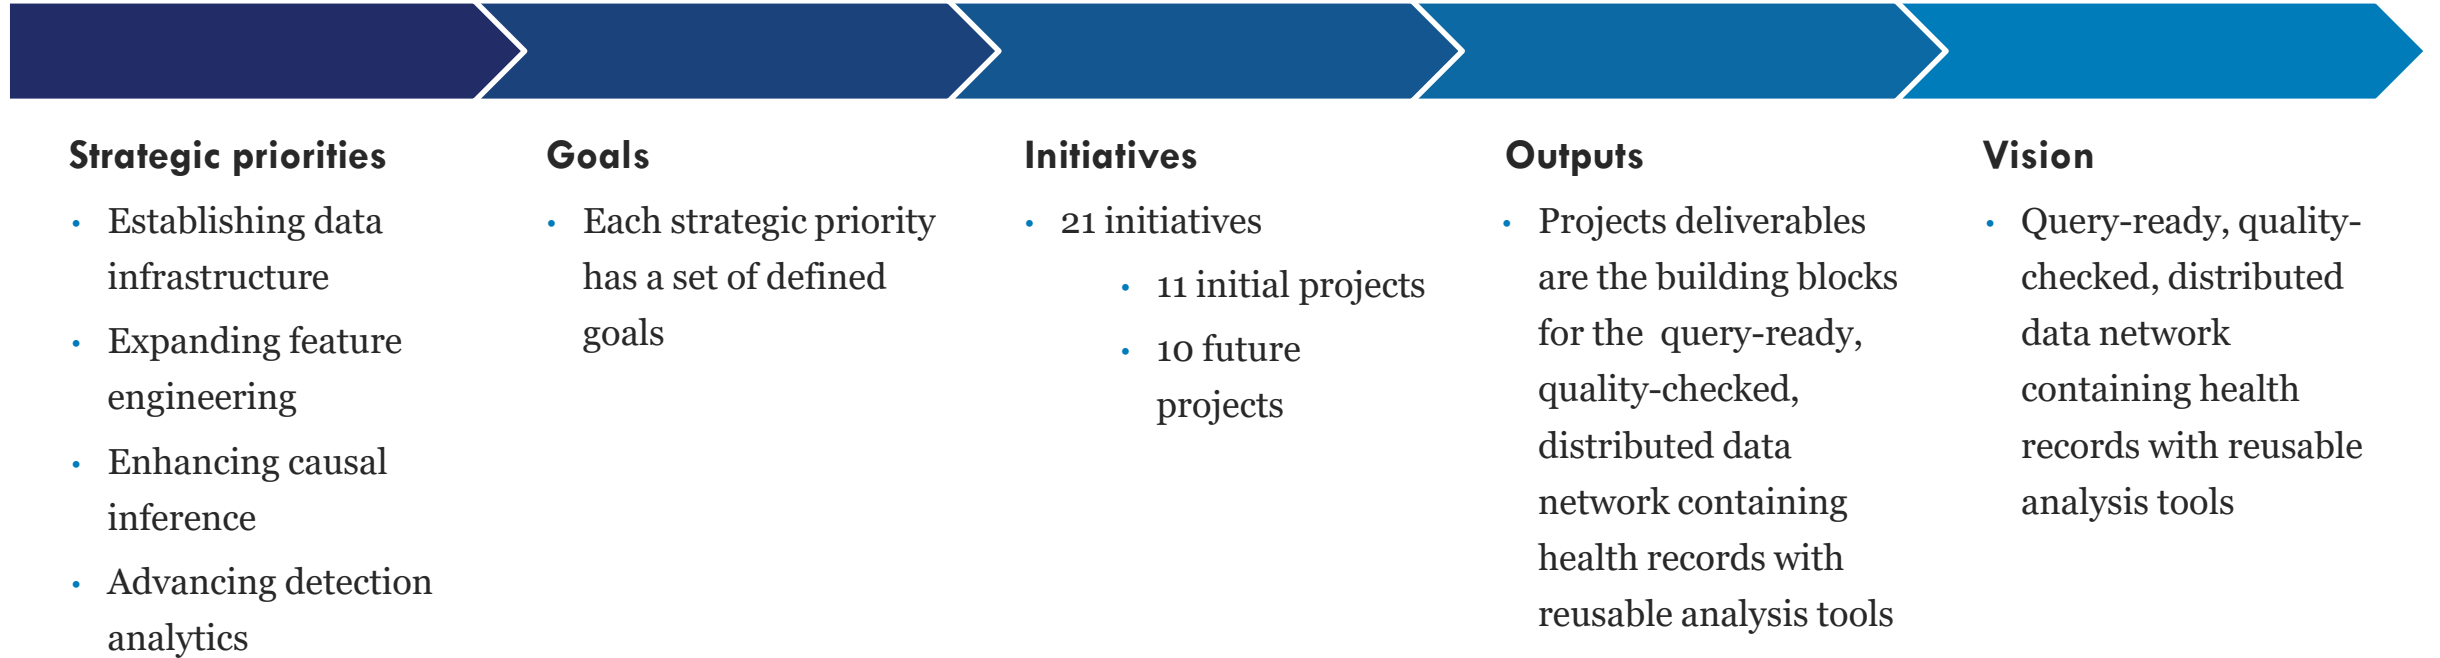 Strategic priorities
• Establishing data
infrastructure
• Expanding feature
engineering
• Enhancing causal
inference
• Advancing detection
analytics
Goals
• Each strategic priority
has a set of defined
goals
Initiatives
• 21 initiatives
• 11 initial projects
• 10 future
projects
Outputs
• Projects deliverables
are the building blocks
for the  query-ready,
quality-checked,
distributed data
network containing
health records with
reusable analysis tools
Vision
• Query-ready, quality-
checked, distributed
data network
containing health
records with reusable
analysis tools